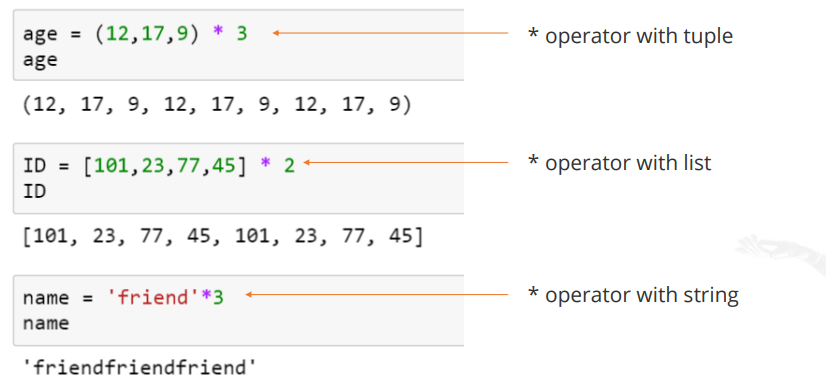 age = (12,17,9) * 3
* operator with tuple
age
(12, 17, 9, 12, 17, 9, 12, 17, 9)
ID = [101,23,77,45] * 2
* operator with list
ID
[101, 23, 77, 45, 101, 23, 77, 45]
name = 'friend'*3
* operator with string
name
'friendfriendfriend'